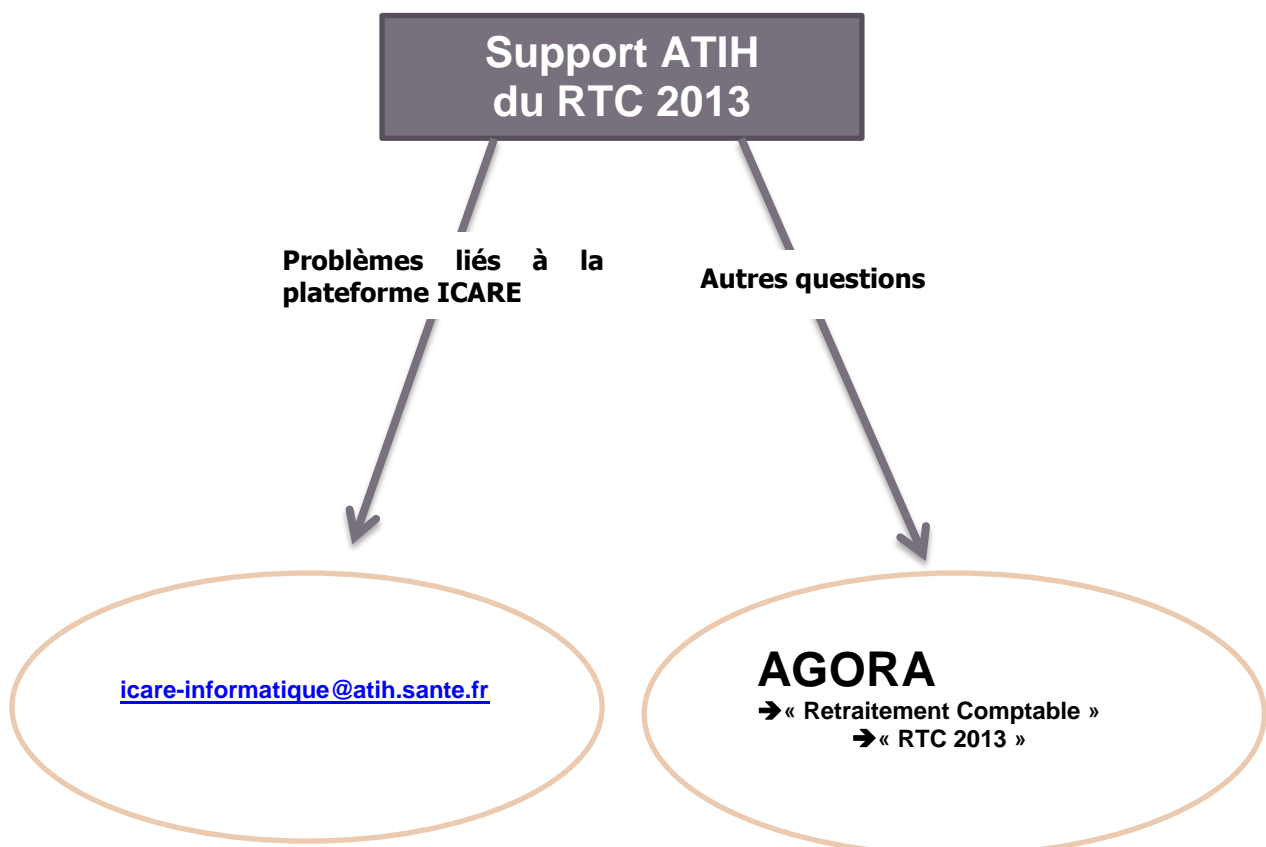 Support ATIH
du RTC 2013
Problèmes liés à la
plateforme ICARE
Autres questions
icare-informatique@atih.sante.fr
AGORA
➔« Retraitement Comptable »
➔« RTC 2013 »